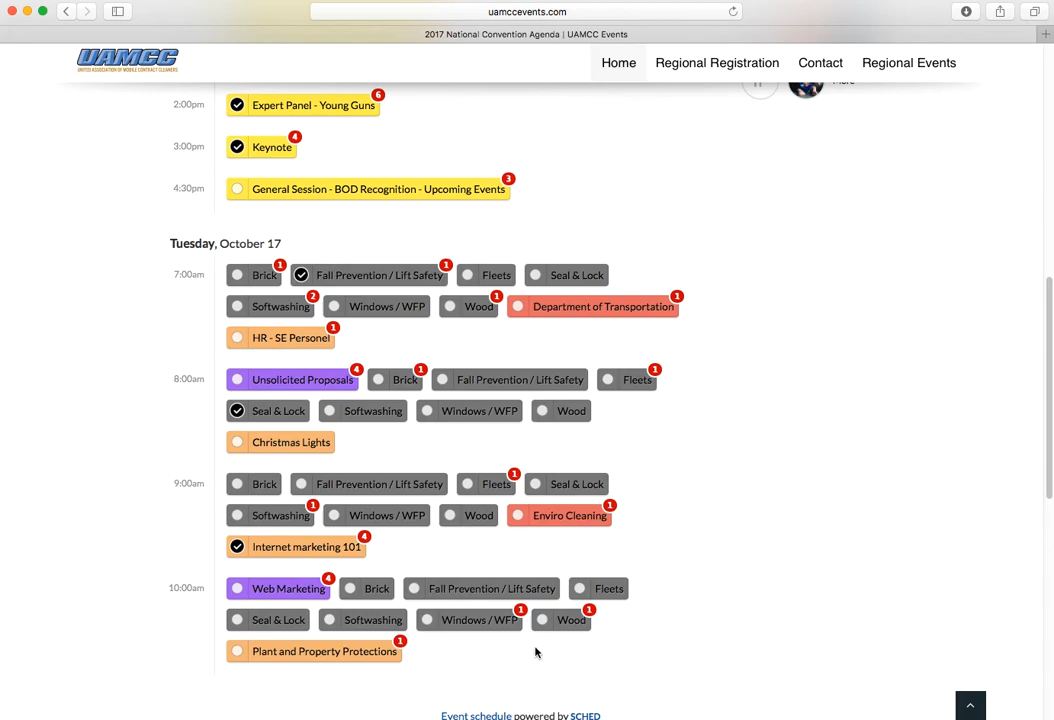 uamccevents.com
2017 National Convention Agenda | UAMCC Events
UAMCC
UNITED ASSOCIATION OF MOBILE CONTRACT CLEANERS
Home Regional Registration Contact Regional Events
2:00pm Expert Panel - Young Guns 6
3:00pm Keynote 4
4:30pm General Session - BOD Recognition - Upcoming Events 3
Tuesday, October 17
7:00am Brick 1 Fall Prevention / Lift Safety 1 Fleets Seal & Lock
Softwashing 2 Windows / WFP Wood 1 Department of Transportation 1
HR - SE Personel 1
8:00am Unsolicited Proposals 4 Brick 1 Fall Prevention / Lift Safety Fleets 1
Seal & Lock Softwashing Windows / WFP Wood
Christmas Lights
9:00am Brick Fall Prevention / Lift Safety Fleets 1 Seal & Lock
Softwashing 1 Windows / WFP Wood Enviro Cleaning 1
Internet marketing 101 4
10:00am Web Marketing 4 Brick Fall Prevention / Lift Safety Fleets
Seal & Lock Softwashing Windows / WFP 1 Wood 1
Plant and Property Protections 1
Event schedule powered by SCHED